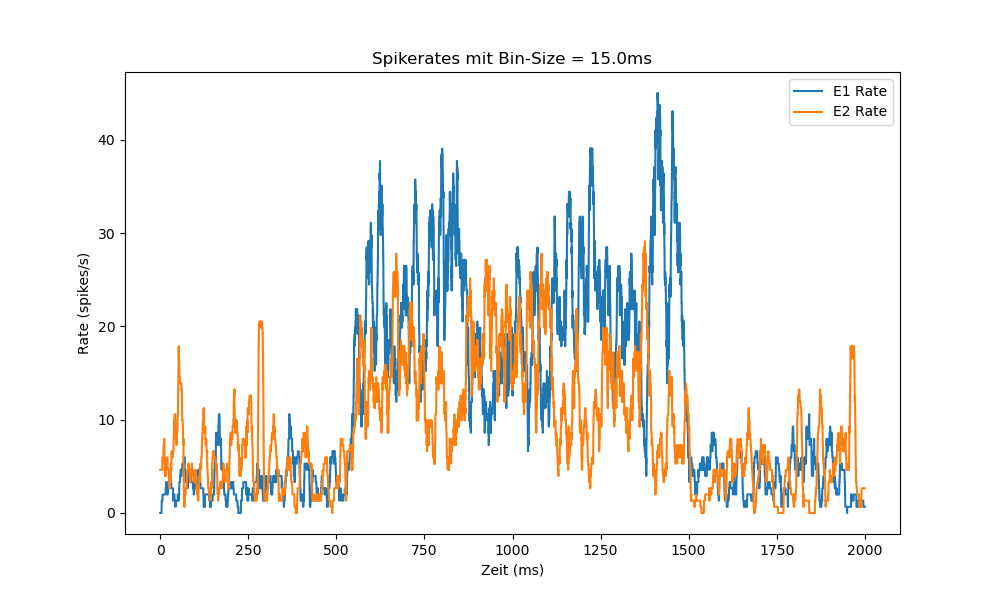 Spikerates mit Bin-Size = 15.0ms
E1 Rate
E2 Rate
40
30
20
10
0
Rate (spikes/s)
0 250 500 750 1000 1250 1500 1750 2000
Zeit (ms)